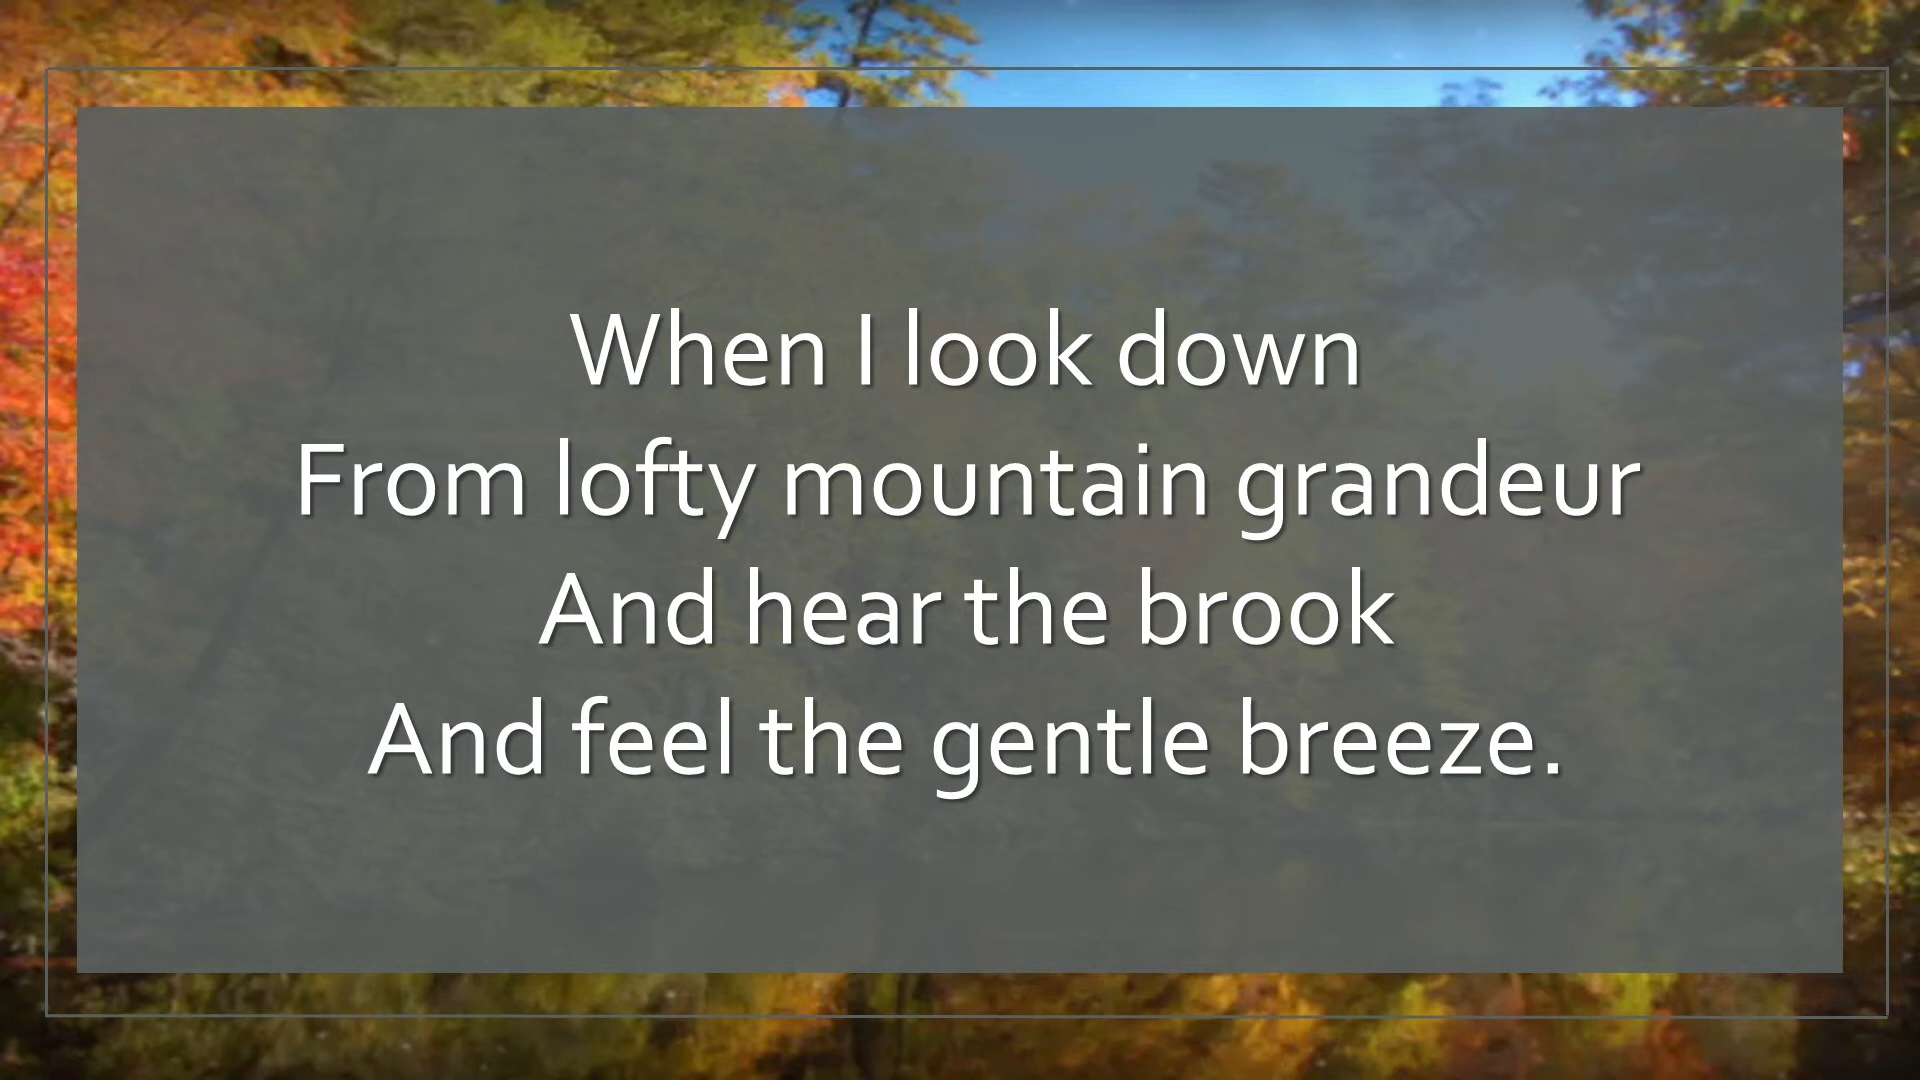 When I look down
From lofty mountain grandeur
And hear the brook
And feel the gentle breeze.